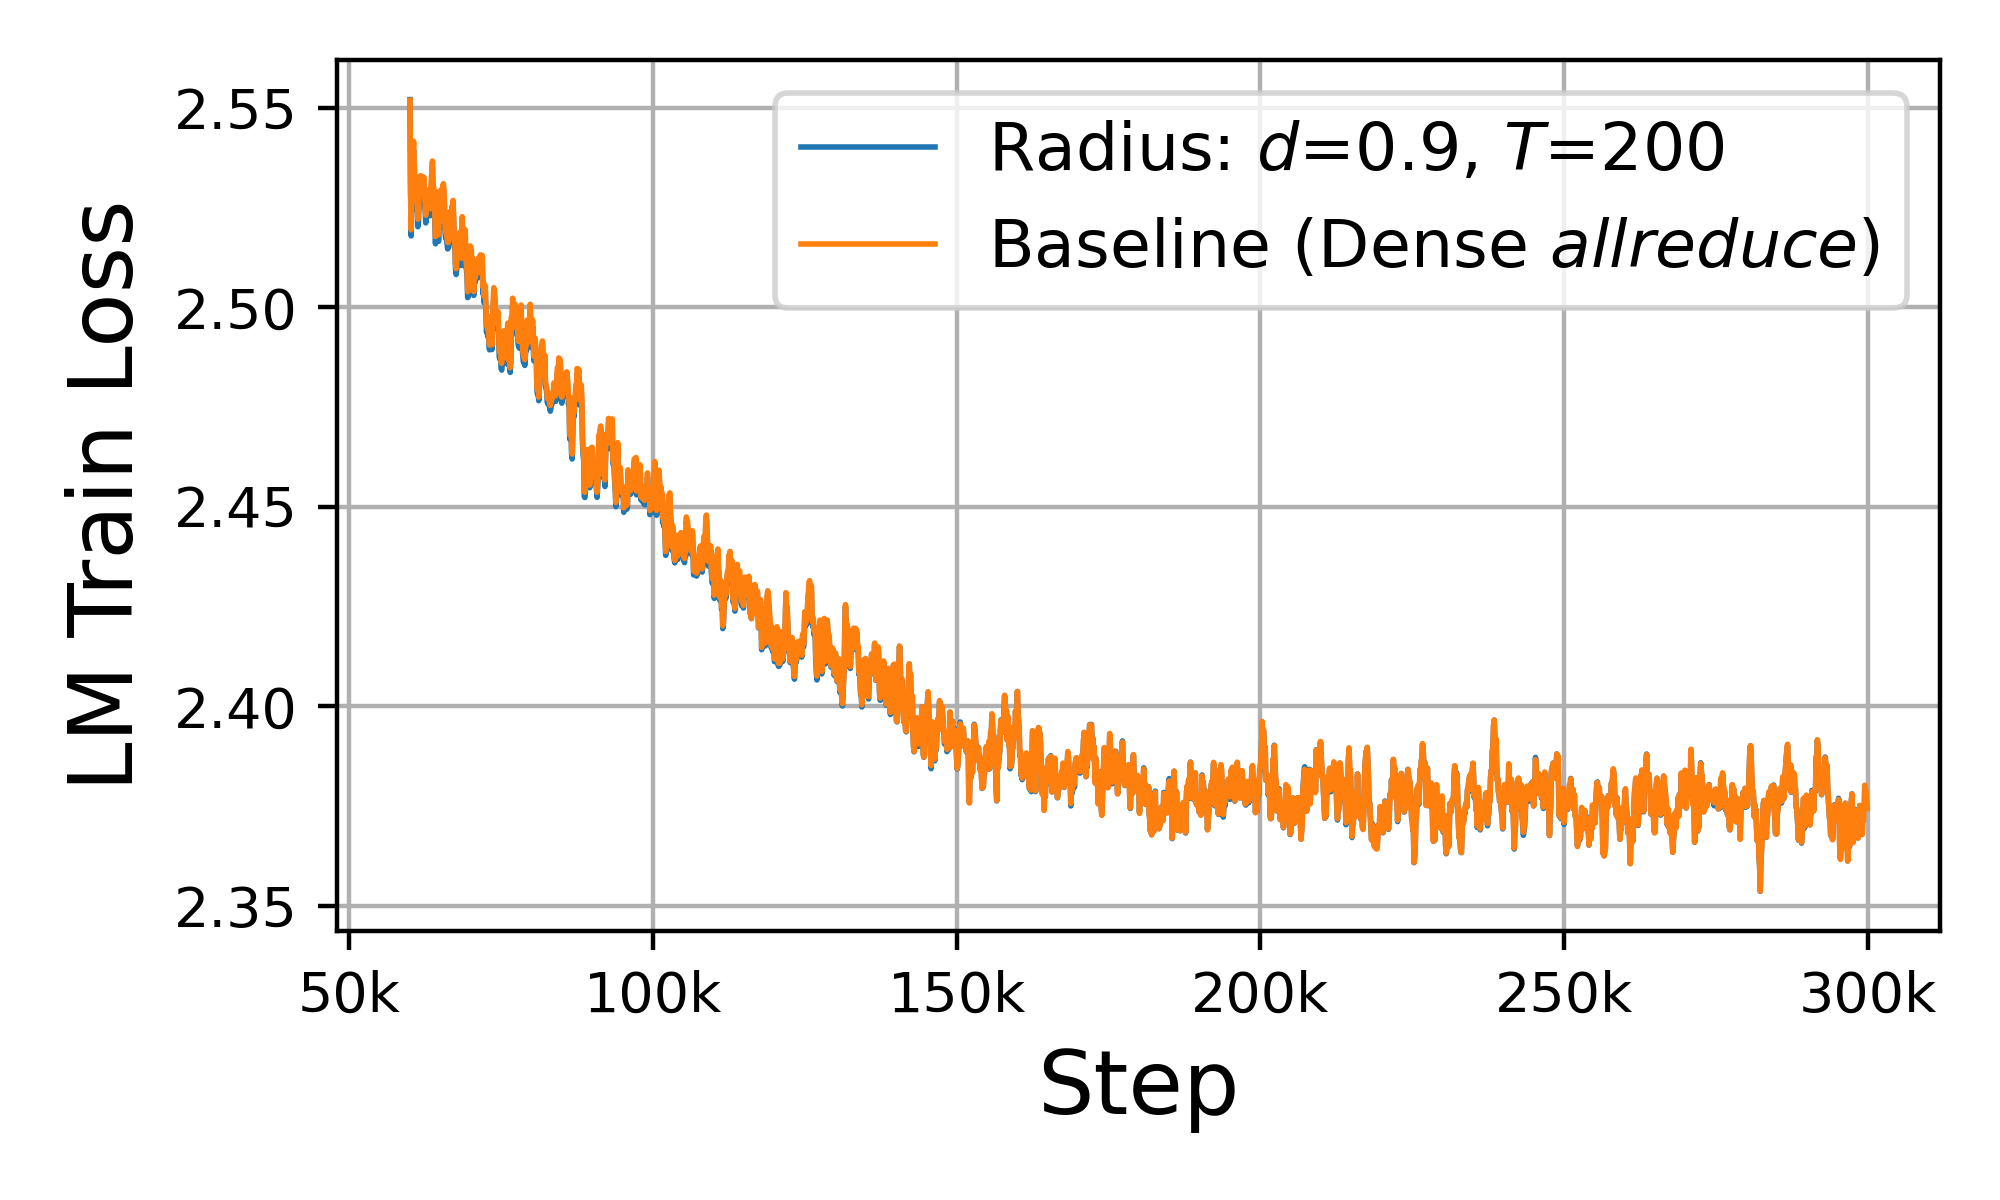 LM Train Loss
2.55
2.50
2.45
2.40
2.35
Radius: d=0.9, T=200
Baseline (Dense allreduce)
50k 100k 150k 200k 250k 300k
Step